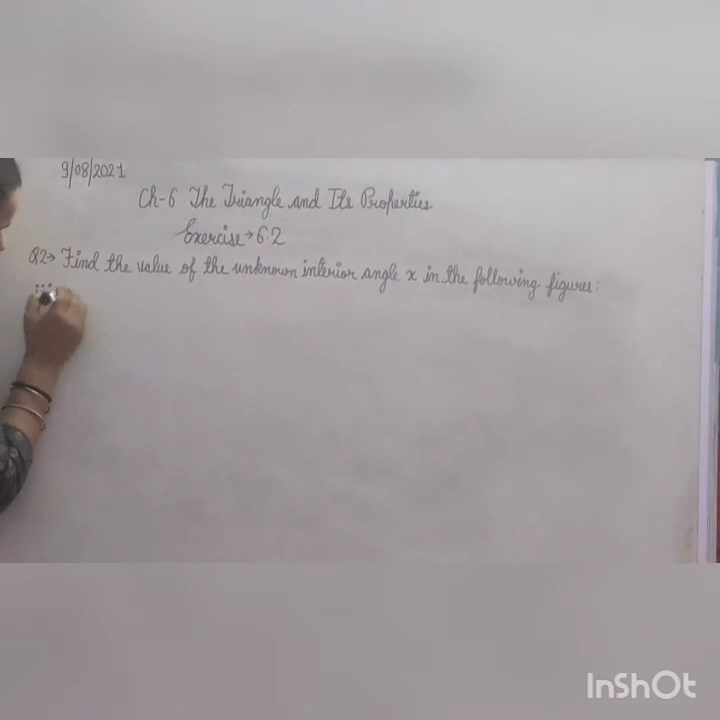 9/08/2021
Ch-6 The Triangle and Its Properties
Exercise → 6.2
Q2→ Find the value of the unknown interior angle x in the following figures:
InShOt